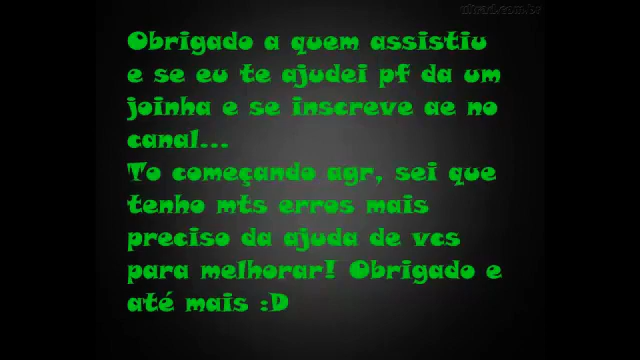 Obrigado a quem assistiu
e se eu te ajudei pf da um
joinha e se inscreve ae no
canal...
To começando agr, sei que
tenho mts erros mais
preciso da ajuda de vcs
para melhorar! Obrigado e
até mais :D